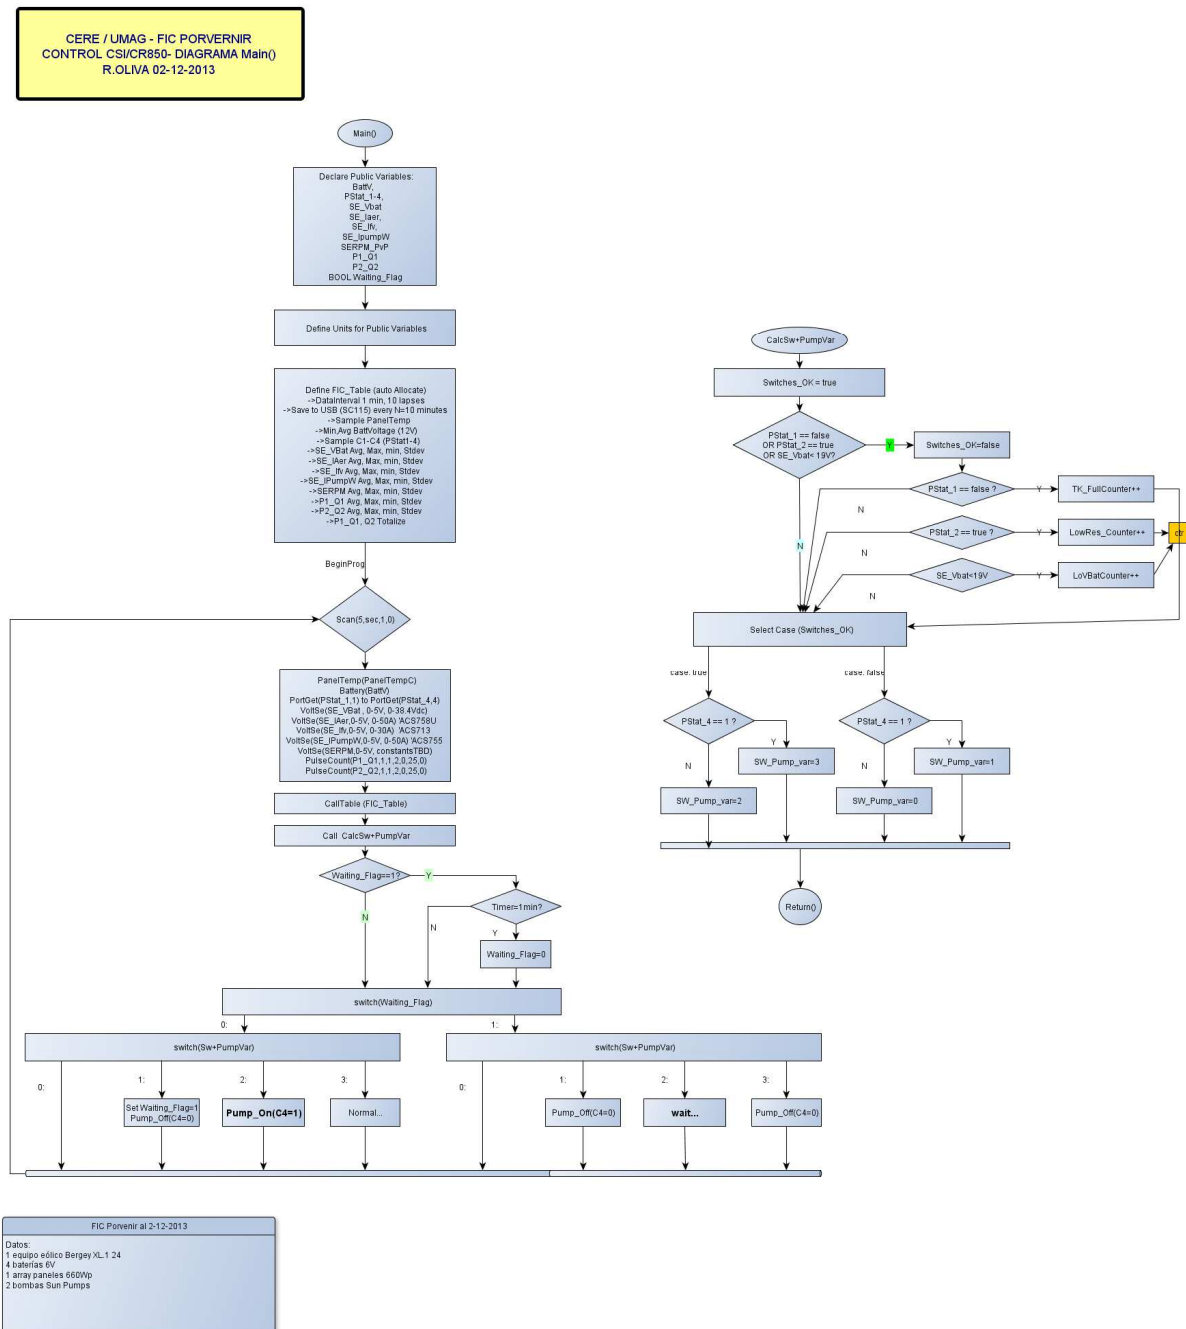 CERE / UMAG - FIC PORVERNIR
CONTROL CSI/CR850- DIAGRAMA Main()
R.OLIVA 02-12-2013
Main()
Declare Public Variables:
BattV,
PStat_1-4,
SE_Vbat
SE_Iaer,
SE_Ifv,
SE_IpumpW
SERPM_PvP
P1_Q1
P2_Q2
BOOL Waiting_Flag
Define Units for Public Variables
Define FIC_Table (auto Allocate)
->DataInterval 1 min, 10 lapses
->Save to USB (SC115) every N=10 minutes
->Sample PanelTemp
->Min,Avg BattVoltage (12V)
->Sample C1-C4 (PStat1-4)
->SE_VBat Avg, Max, min, Stdev
->SE_IAer Avg, Max, min, Stdev
->SE_Ifv Avg, Max, min, Stdev
->SE_IPumpW Avg, Max, min, Stdev
->SERPM Avg, Max, min, Stdev
->P1_Q1 Avg, Max, min, Stdev
->P2_Q2 Avg, Max, min, Stdev
->P1_Q1, Q2 Totalize
BeginProg
Scan(5,sec,1,0)
PanelTemp(PanelTempC)
Battery(BattV)
PortGet(PStat_1,1) to PortGet(PStat_4,4)
VoltSe(SE_VBat , 0-5V, 0-38.4Vdc)
VoltSe(SE_IAer,0-5V, 0-50A) 'ACS758U
VoltSe(SE_Ifv,0-5V, 0-30A) 'ACS713
VoltSe(SE_IPumpW,0-5V, 0-50A) 'ACS755
VoltSe(SERPM,0-5V, constantsTBD)
PulseCount(P1_Q1,1,1,2,0,25,0)
PulseCount(P2_Q2,1,1,2,0,25,0)
CallTable (FIC_Table)
Call CalcSw+PumpVar
Waiting_Flag==1?
Y
N
Timer=1min?
N
Y
Waiting_Flag=0
switch(Waiting_Flag)
0:
1:
switch(Sw+PumpVar)
0:
1:
2:
3:
Set Waiting_Flag=1
Pump_Off(C4=0)
Pump_On(C4=1)
Normal...
switch(Sw+PumpVar)
0:
1:
2:
3:
Pump_Off(C4=0)
wait...
Pump_Off(C4=0)
CalcSw+PumpVar
Switches_OK = true
PStat_1 == false
OR PStat_2 == true
OR SE_Vbat< 19V?
Y
N
Switches_OK=false
PStat_1 == false ?
Y
TK_FullCounter++
N
PStat_2 == true ?
Y
LowRes_Counter++
ctr
N
SE_Vbat<19V
Y
LoVBatCounter++
N
Select Case (Switches_OK)
case: true
case: false
PStat_4 == 1 ?
Y
N
SW_Pump_var=3
SW_Pump_var=2
PStat_4 == 1 ?
Y
N
SW_Pump_var=1
SW_Pump_var=0
Return()
FIC Porvenir al 2-12-2013
Datos:
1 equipo eólico Bergey XL.1 24
4 baterías 6V
1 array paneles 660Wp
2 bombas Sun Pumps